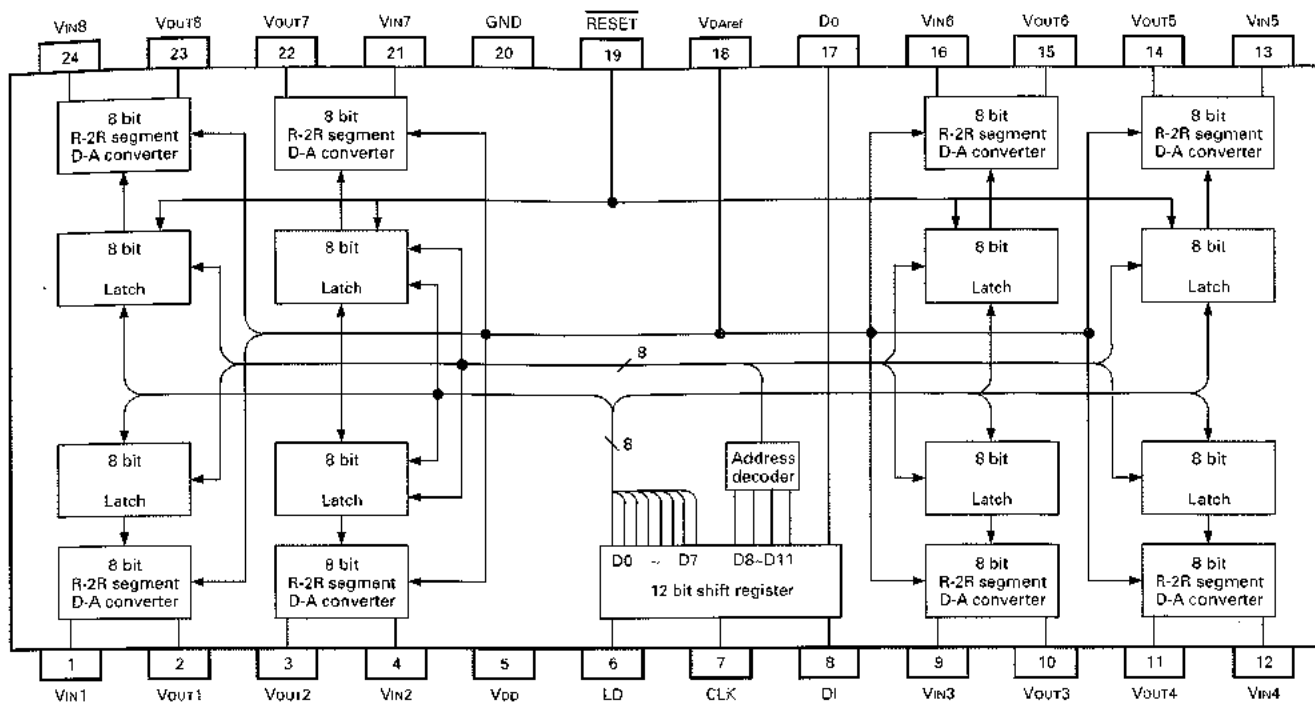 VIN8 VOUT8 VOUT7 VIN7 GND RESET VDAref DO VIN6 VOUT6 VOUT5 VIN5
24 23 22 21 20 19 18 17 16 15 14 13
8 bit R-2R segment D-A converter
8 bit R-2R segment D-A converter
8 bit R-2R segment D-A converter
8 bit R-2R segment D-A converter
8 bit Latch
8 bit Latch
8 bit Latch
8 bit Latch
8
8
8 bit Latch
8 bit Latch
Address decoder
8 bit Latch
8 bit Latch
8 bit R-2R segment D-A converter
8 bit R-2R segment D-A converter
D0 ~ D7 D8~D11
12 bit shift register
8 bit R-2R segment D-A converter
8 bit R-2R segment D-A converter
1 2 3 4 5 6 7 8 9 10 11 12
VIN1 VOUT1 VOUT2 VIN2 VDD LD CLK DI VIN3 VOUT3 VOUT4 VIN4